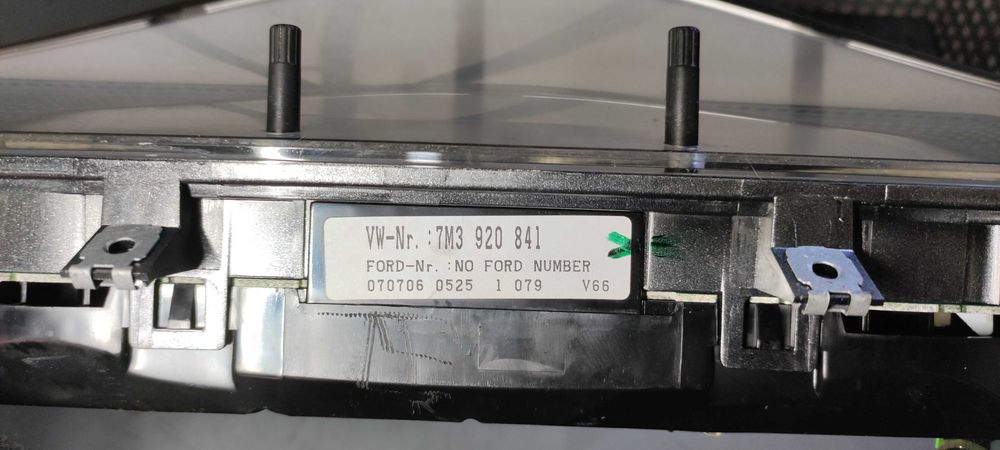 VW-Nr.:7M3 920 841
FORD-Nr.:NO FORD NUMBER
070706 0525 1 079 V66